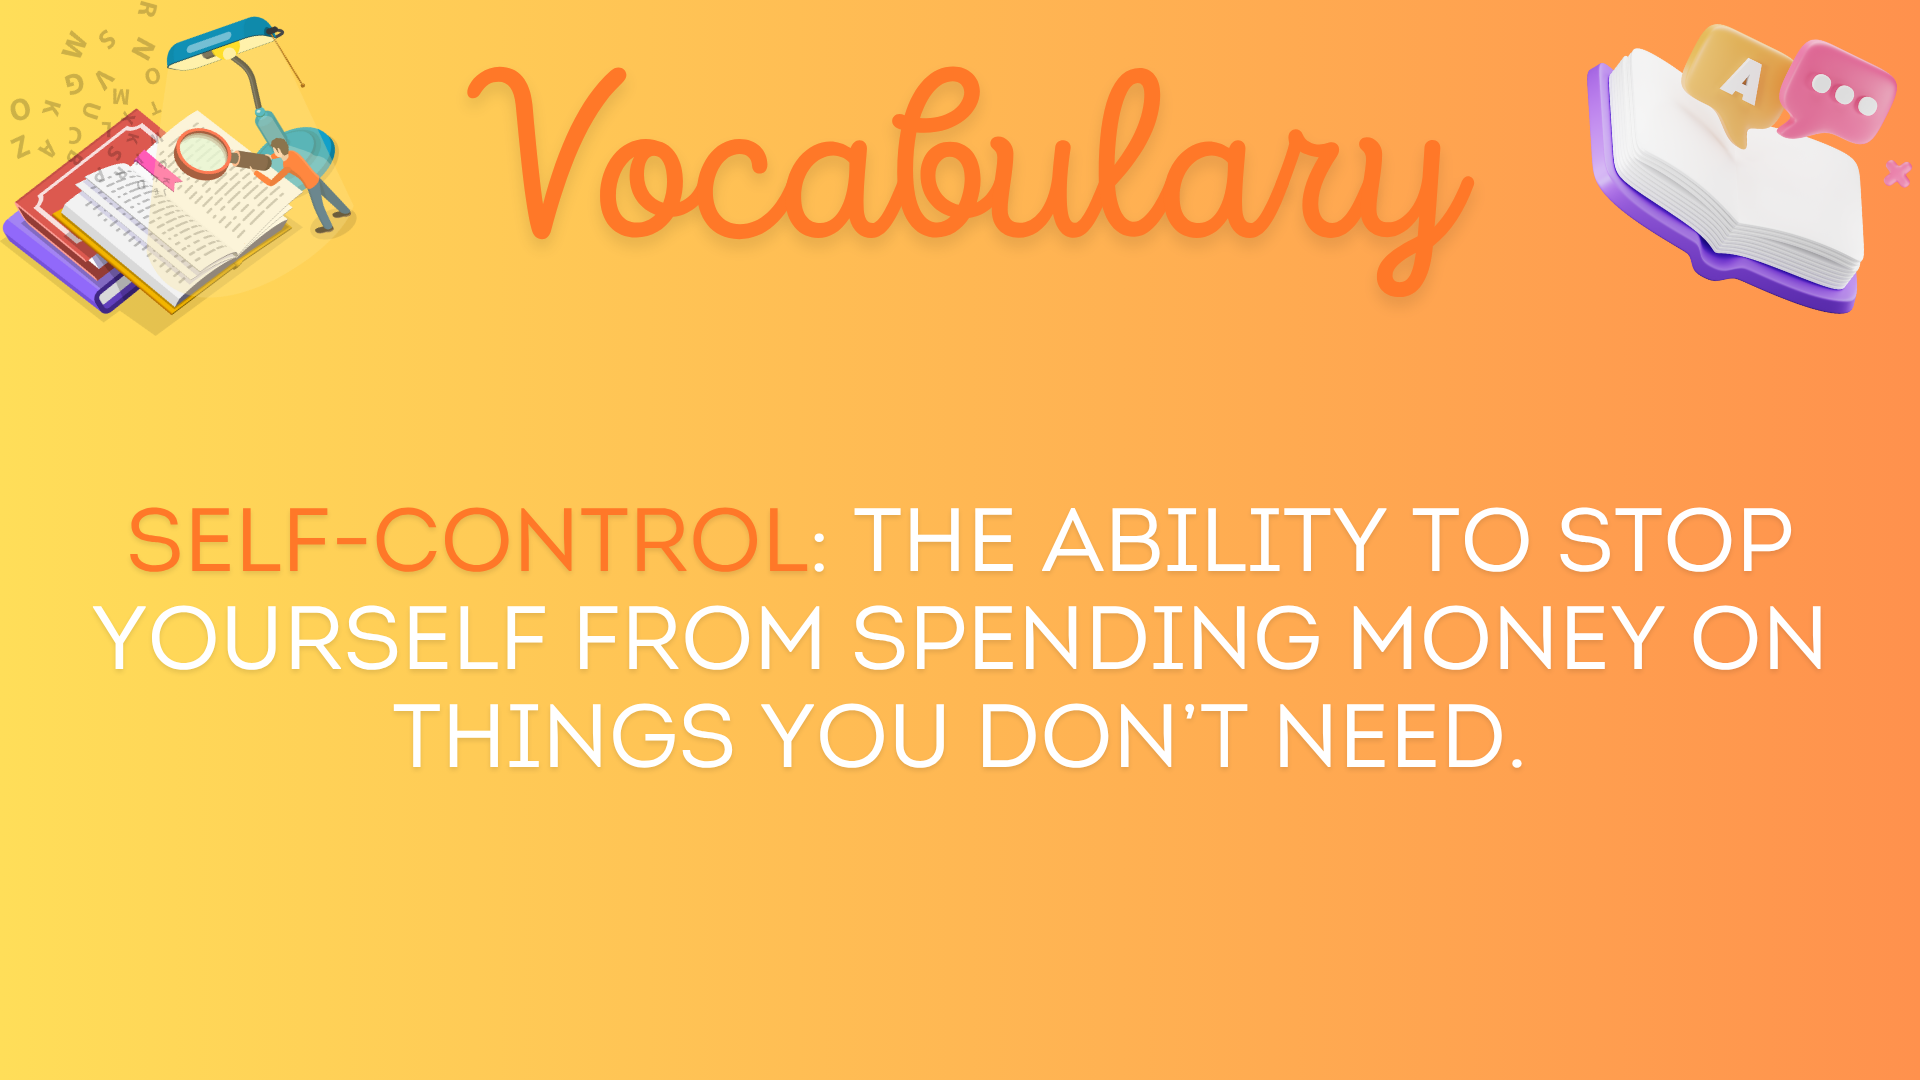 Vocabulary
A
SELF-CONTROL: THE ABILITY TO STOP
YOURSELF FROM SPENDING MONEY ON
THINGS YOU DON'T NEED.